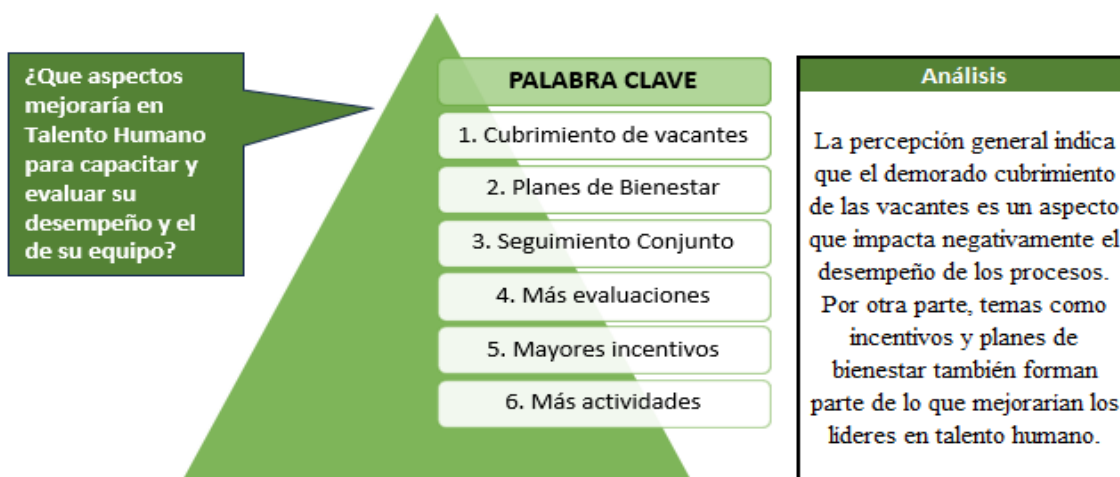 ¿Que aspectos
mejoraría en
Talento Humano
para capacitar y
evaluar su
desempeño y el
de su equipo?
PALABRA CLAVE
1. Cubrimiento de vacantes
2. Planes de Bienestar
3. Seguimiento Conjunto
4. Más evaluaciones
5. Mayores incentivos
6. Más actividades
Análisis
La percepción general indica
que el demorado cubrimiento
de las vacantes es un aspecto
que impacta negativamente el
desempeño de los procesos.
Por otra parte, temas como
incentivos y planes de
bienestar también forman
parte de lo que mejorarian los
líderes en talento humano.